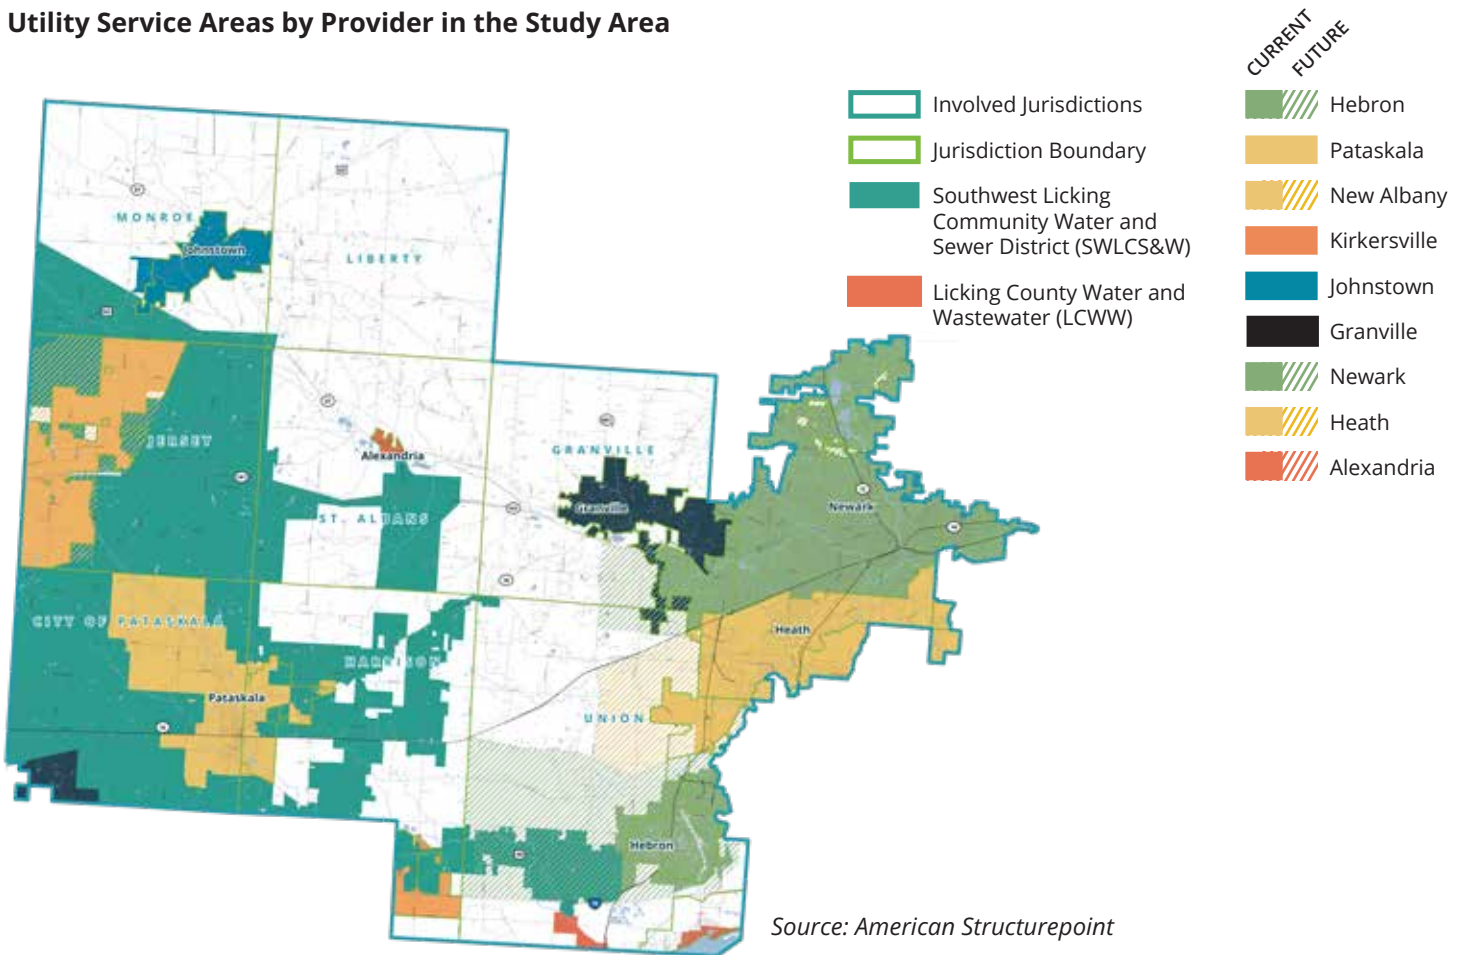 Utility Service Areas by Provider in the Study Area
CURRENT
FUTURE
Involved Jurisdictions
Jurisdiction Boundary
Southwest Licking
Community Water and
Sewer District (SWLCS&W)
Licking County Water and
Wastewater (LCWW)
Hebron
Pataskala
New Albany
Kirkersville
Johnstown
Granville
Newark
Heath
Alexandria
MONROE
Johnstown
LIBERTY
JERSEY
Alexandria
GRANVILLE
Granville
ST. ALBANS
Newark
CITY OF PATASKALA
Heath
HARRISON
Pataskala
UNION
Hebron
Source: American Structurepoint